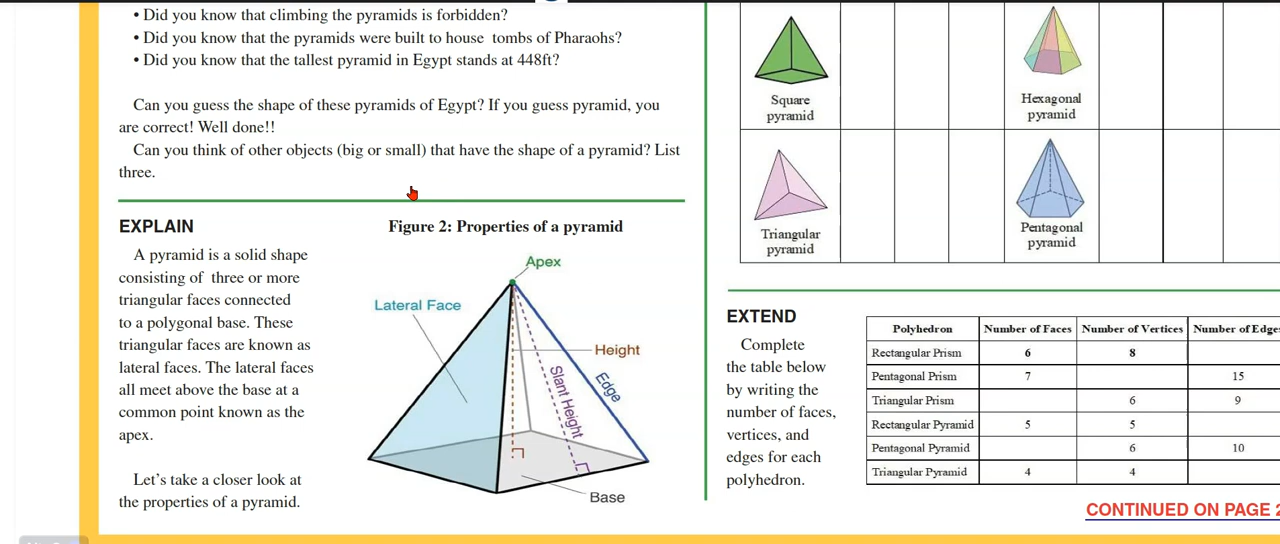 • Did you know that climbing the pyramids is forbidden?
• Did you know that the pyramids were built to house tombs of Pharaohs?
• Did you know that the tallest pyramid in Egypt stands at 448ft?
Can you guess the shape of these pyramids of Egypt? If you guess pyramid, you
are correct! Well done!!
Can you think of other objects (big or small) that have the shape of a pyramid? List
three.
EXPLAIN
A pyramid is a solid shape
consisting of three or more
triangular faces connected
to a polygonal base. These
triangular faces are known as
lateral faces. The lateral faces
all meet above the base at a
common point known as the
apex.
Let's take a closer look at
the properties of a pyramid.
Figure 2: Properties of a pyramid
Apex
Lateral Face
Height
Edge
Slant Height
Base
Square
pyramid
Hexagonal
pyramid
Triangular
pyramid
Pentagonal
pyramid
EXTEND
Complete
the table below
by writing the
number of faces,
vertices, and
edges for each
polyhedron.
Polyhedron Number of Faces Number of Vertices Number of Edges
Rectangular Prism 6 8
Pentagonal Prism 7 15
Triangular Prism 6 9
Rectangular Pyramid 5 5
Pentagonal Pyramid 6 10
Triangular Pyramid 4 4
CONTINUED ON PAGE 2